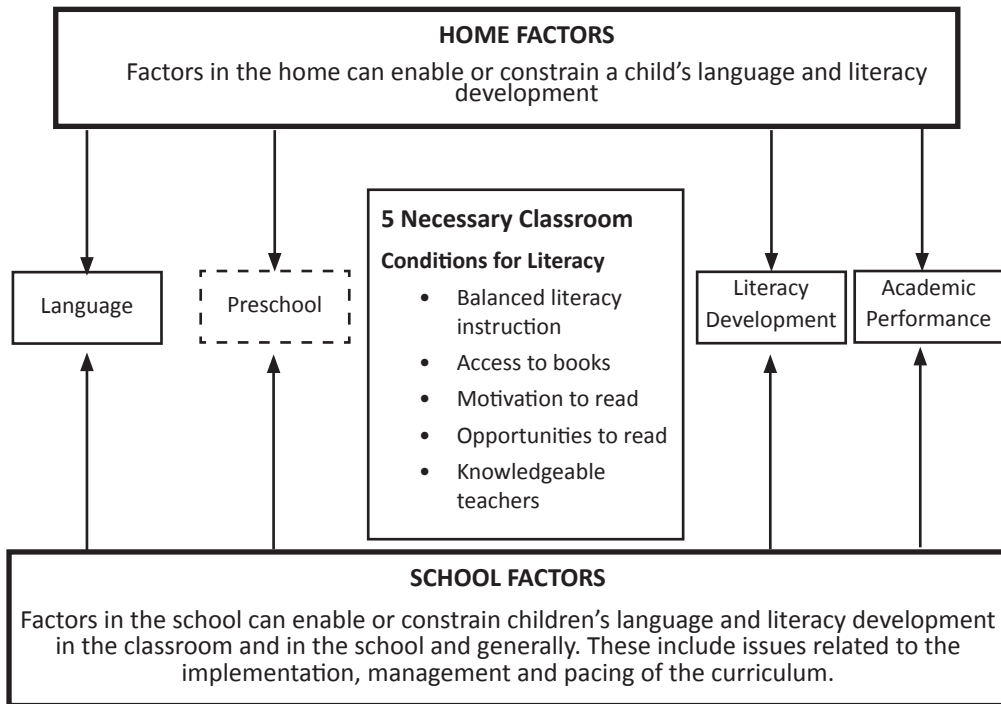 HOME FACTORS
Factors in the home can enable or constrain a child’s language and literacy
development
5 Necessary Classroom
Conditions for Literacy
• Balanced literacy
instruction
• Access to books
• Motivation to read
• Opportunities to read
• Knowledgeable
teachers
Language
Preschool
Literacy
Development
Academic
Performance
SCHOOL FACTORS
Factors in the school can enable or constrain children’s language and literacy development
in the classroom and in the school and generally. These include issues related to the
implementation, management and pacing of the curriculum.